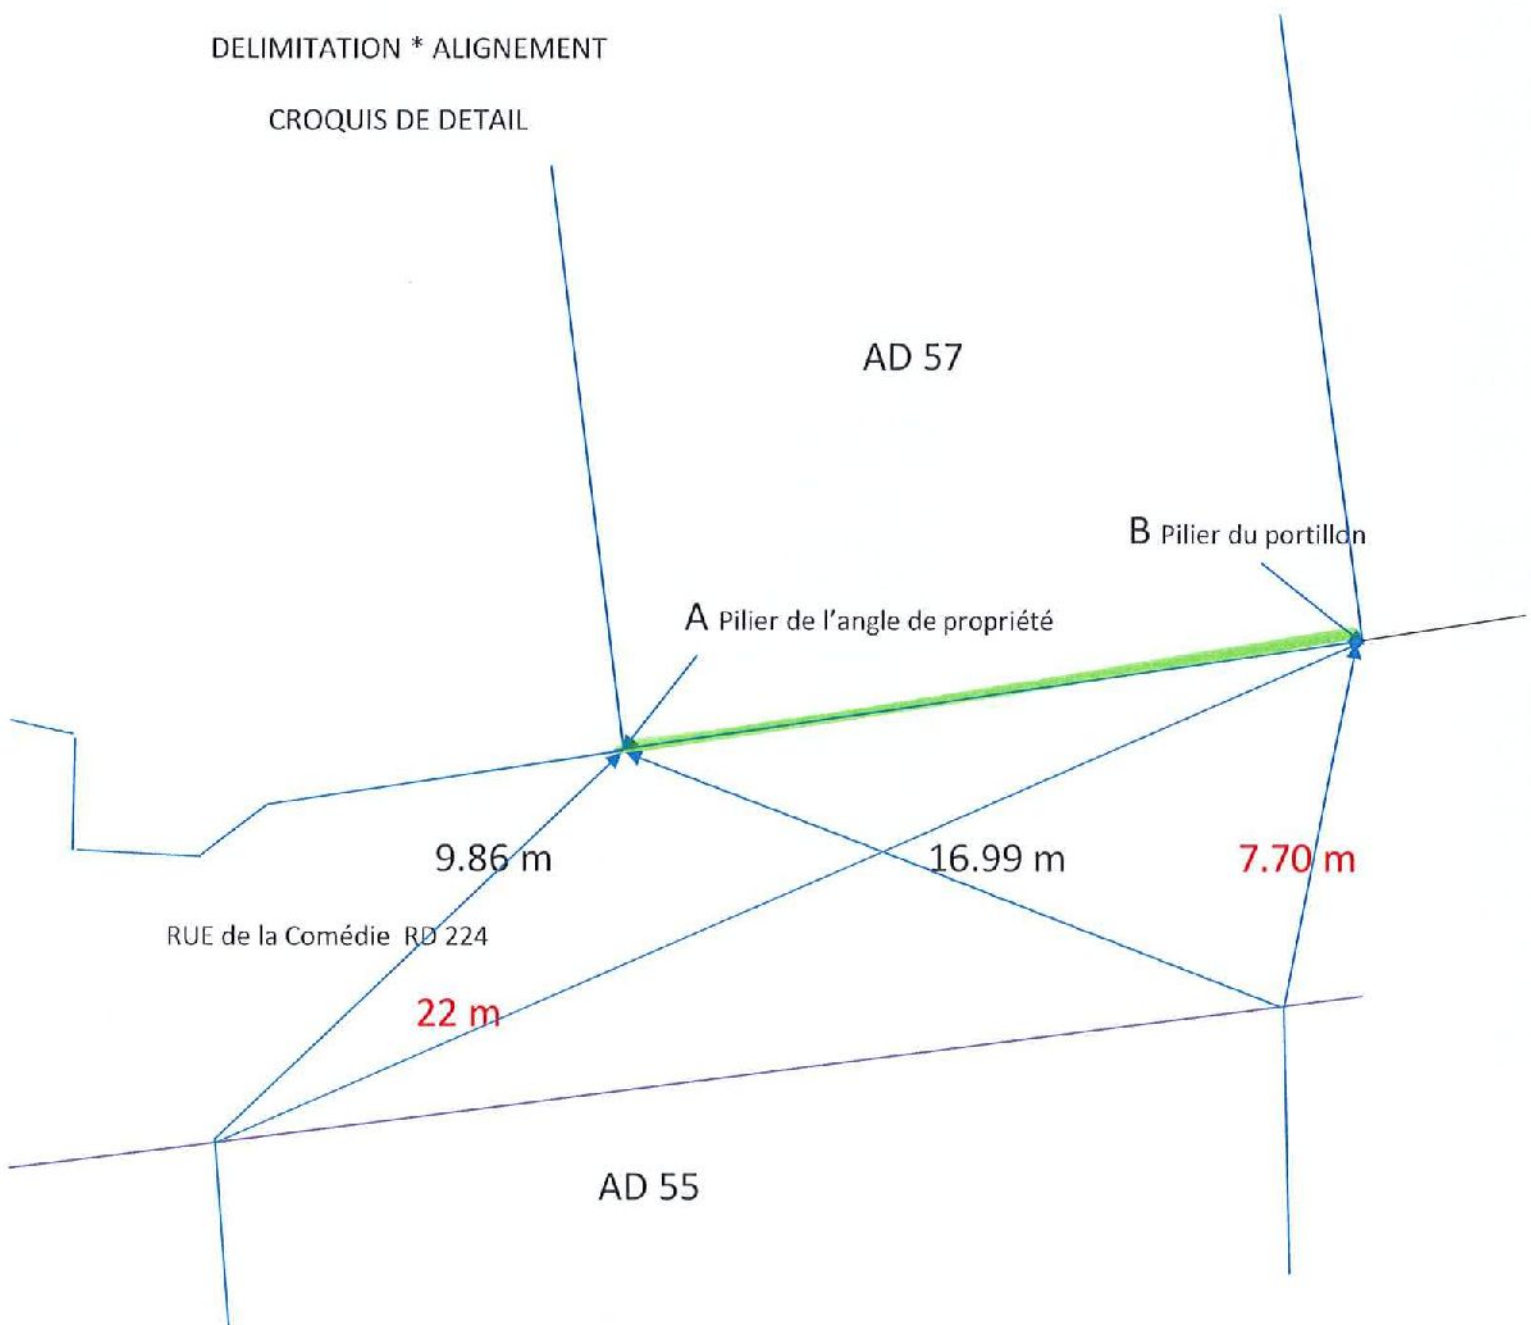 DELIMITATION * ALIGNEMENT
CROQUIS DE DETAIL
AD 57
B Pilier du portillon
A Pilier de l’angle de propriété
9.86 m
16.99 m
7.70 m
RUE de la Comédie RD 224
22 m
AD 55